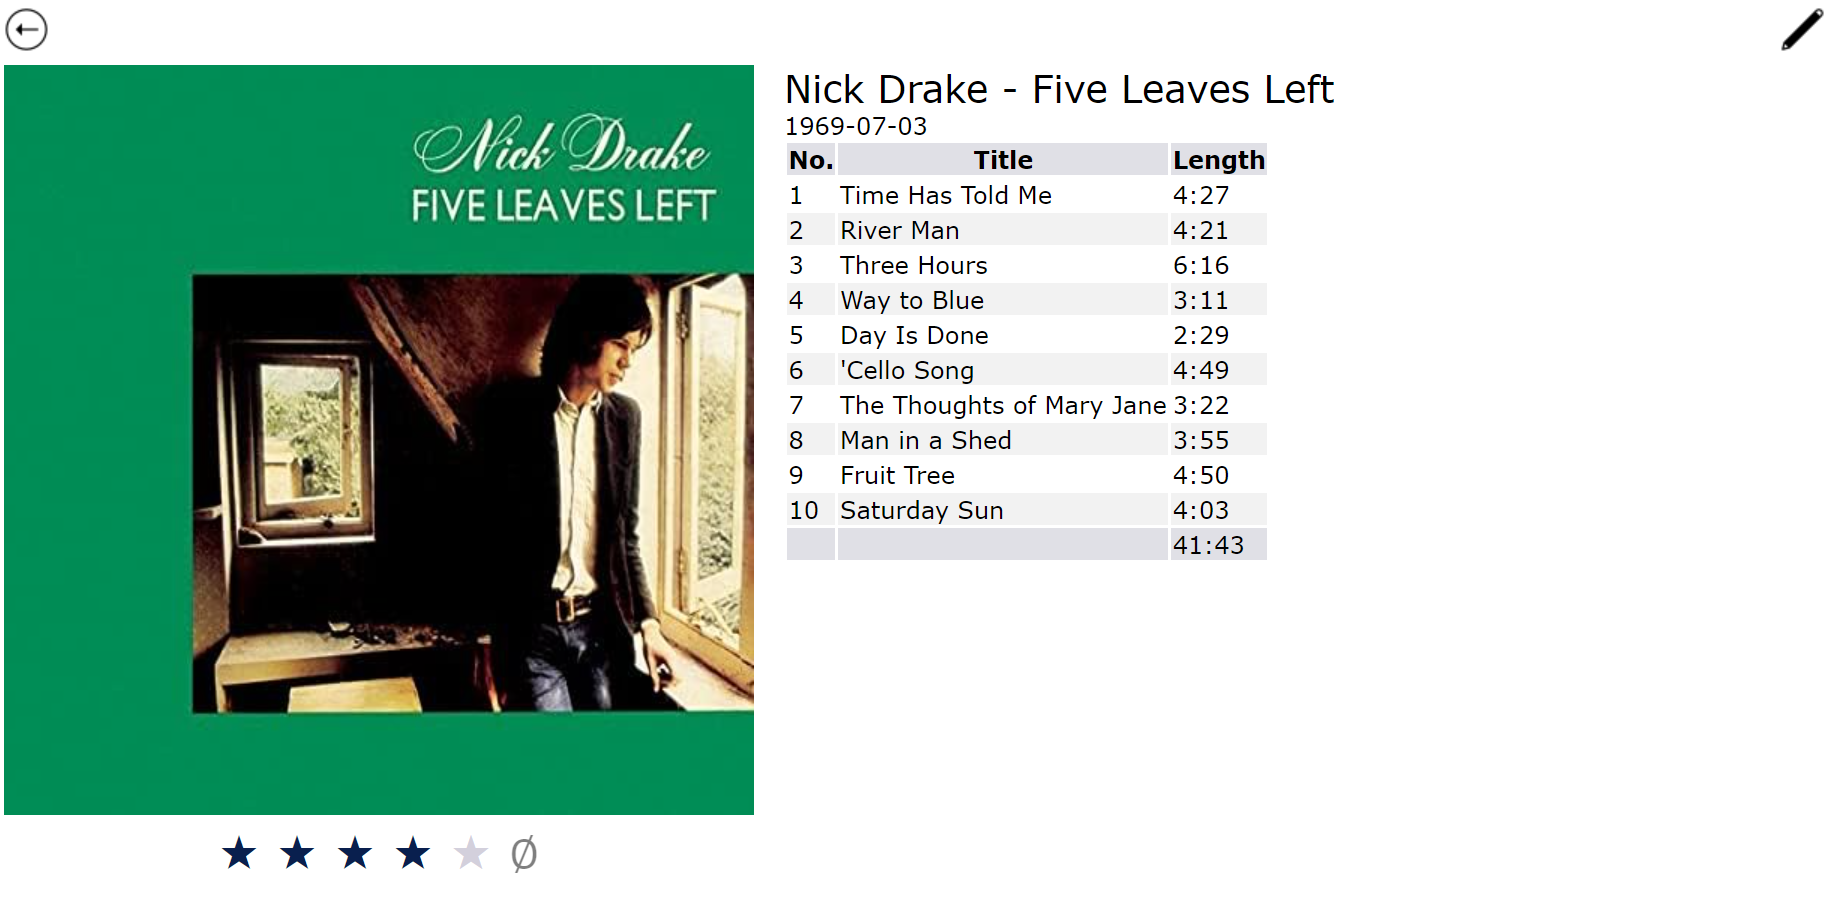 Nick Drake
FIVE LEAVES LEFT
Nick Drake - Five Leaves Left
1969-07-03
No. Title Length
1 Time Has Told Me 4:27
2 River Man 4:21
3 Three Hours 6:16
4 Way to Blue 3:11
5 Day Is Done 2:29
6 'Cello Song 4:49
7 The Thoughts of Mary Jane 3:22
8 Man in a Shed 3:55
9 Fruit Tree 4:50
10 Saturday Sun 4:03
41:43
★ ★ ★ ★ ★ Ø